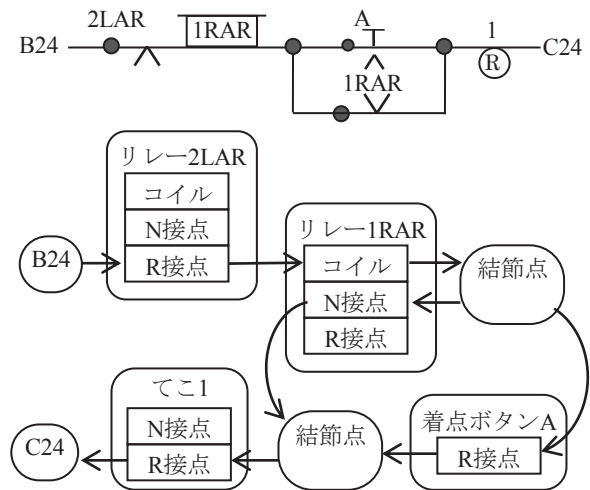 2LAR
1RAR
A
1
B24
C24
R
1RAR
リレー2LAR
コイル
N接点
R接点
B24
リレー1RAR
コイル
N接点
R接点
結節点
てこ1
N接点
R接点
C24
結節点
着点ボタンA
R接点